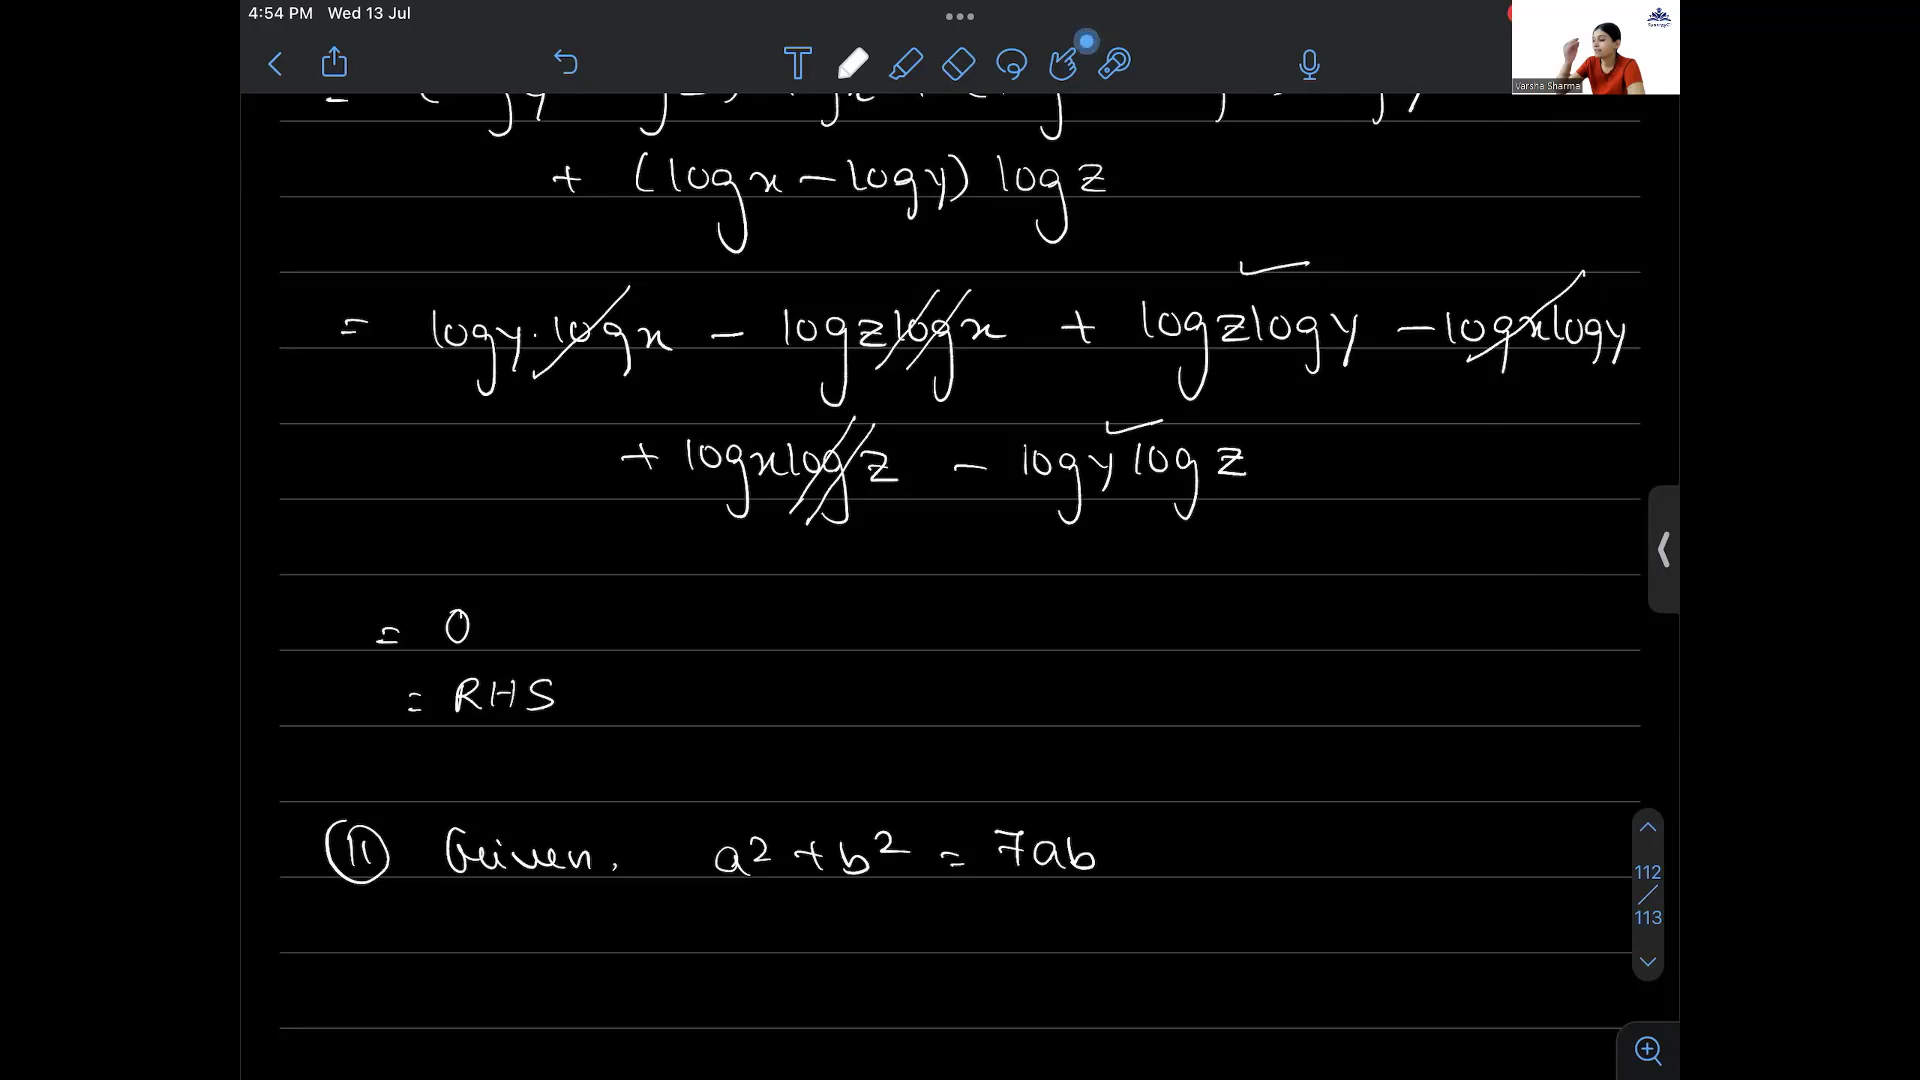 4:54 PM Wed 13 Jul
Varsha Sharma
+ (log x - log y) log z
= log y . log x - log z log x + log z log y - log x log y
+ log x log z - log y log z
= 0
= RHS
(11) Given, a² + b² = 7ab
112
/
113